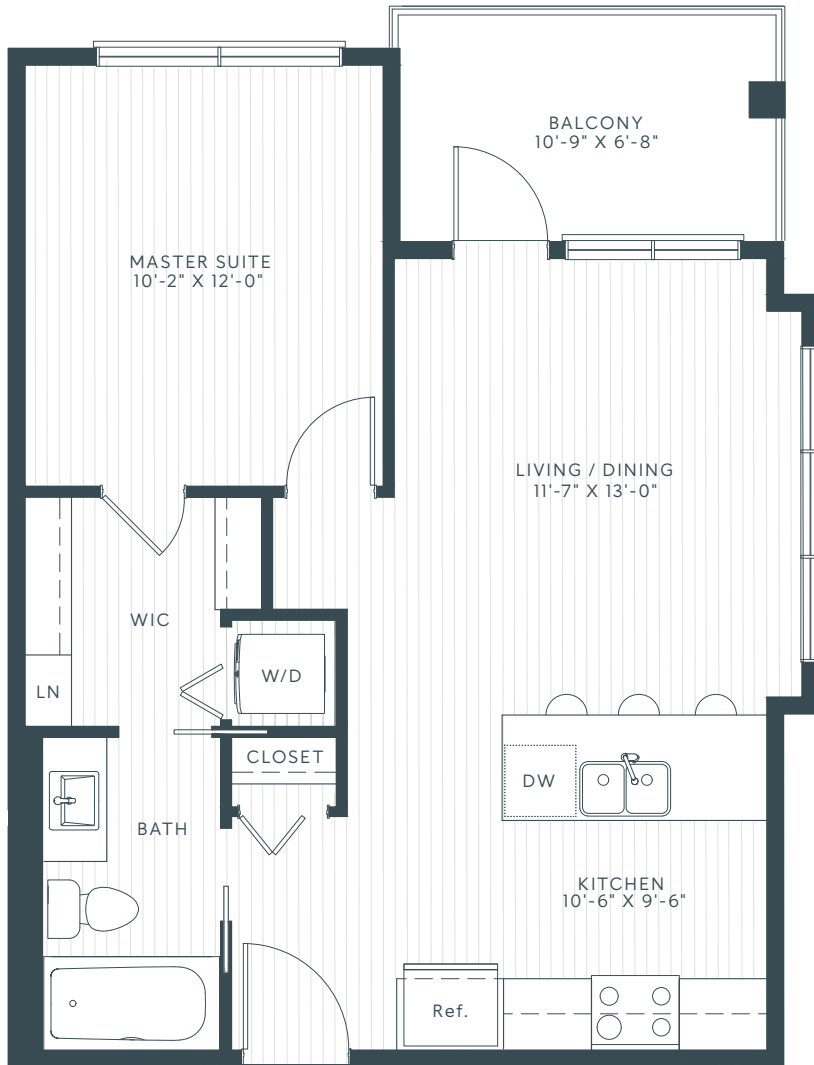 BALCONY
10'-9" X 6'-8"
MASTER SUITE
10'-2" X 12'-0"
LIVING / DINING
11'-7" X 13'-0"
WIC
W/D
LN
CLOSET
DW
BATH
KITCHEN
10'-6" X 9'-6"
Ref.